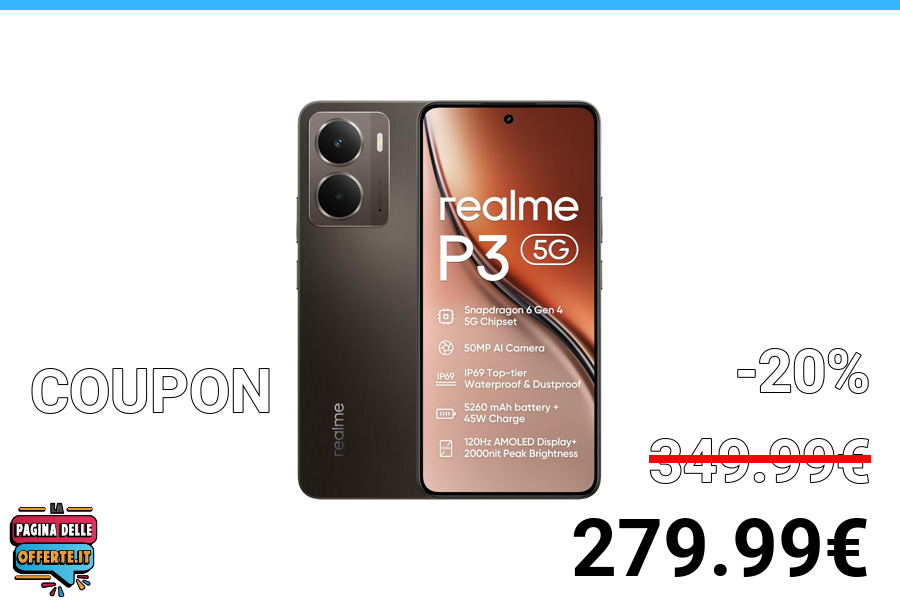 realme
P3 5G
Snapdragon 6 Gen 4
5G Chipset
50MP AI Camera
IP69
IP69 Top-tier
Waterproof & Dustproof
5260 mAh battery +
45W Charge
120Hz AMOLED Display+
2000nit Peak Brightness
realme
COUPON
-20%
349.99€
279.99€
LA
PAGINA DELLE
OFFERTE.IT